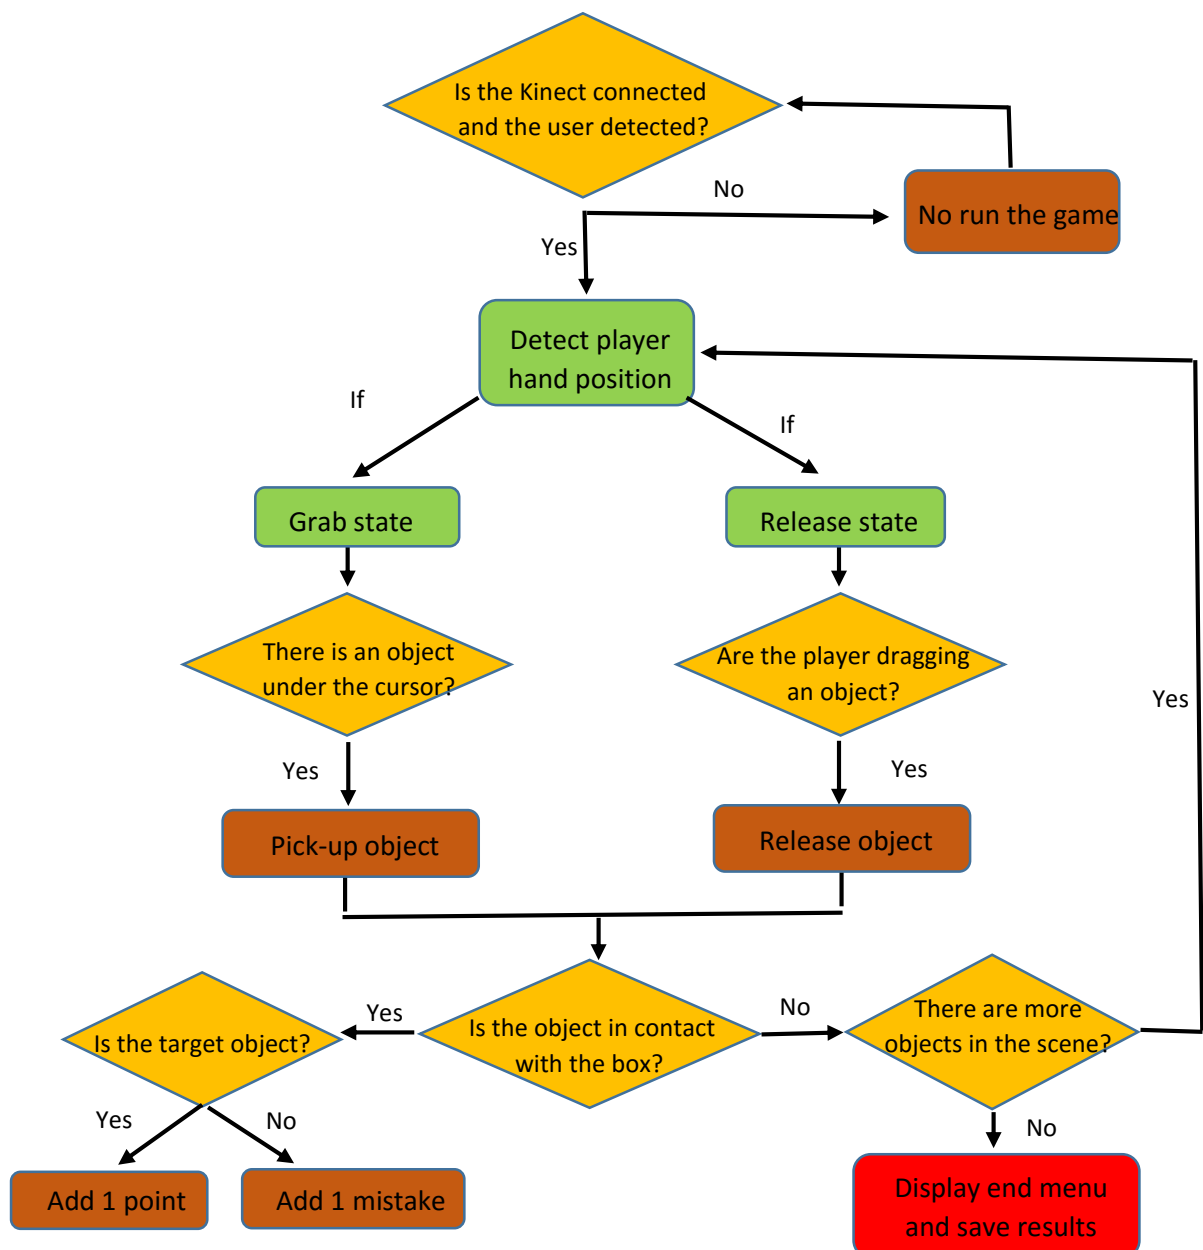 Is the Kinect connected
and the user detected?
No
No run the game
Yes
Detect player
hand position
If
If
Grab state
Release state
There is an object
under the cursor?
Are the player dragging
an object?
Yes
Yes
Yes
Pick-up object
Release object
Yes
Is the object in contact
with the box?
No
There are more
objects in the scene?
Is the target object?
Yes
No
No
Add 1 point
Add 1 mistake
Display end menu
and save results